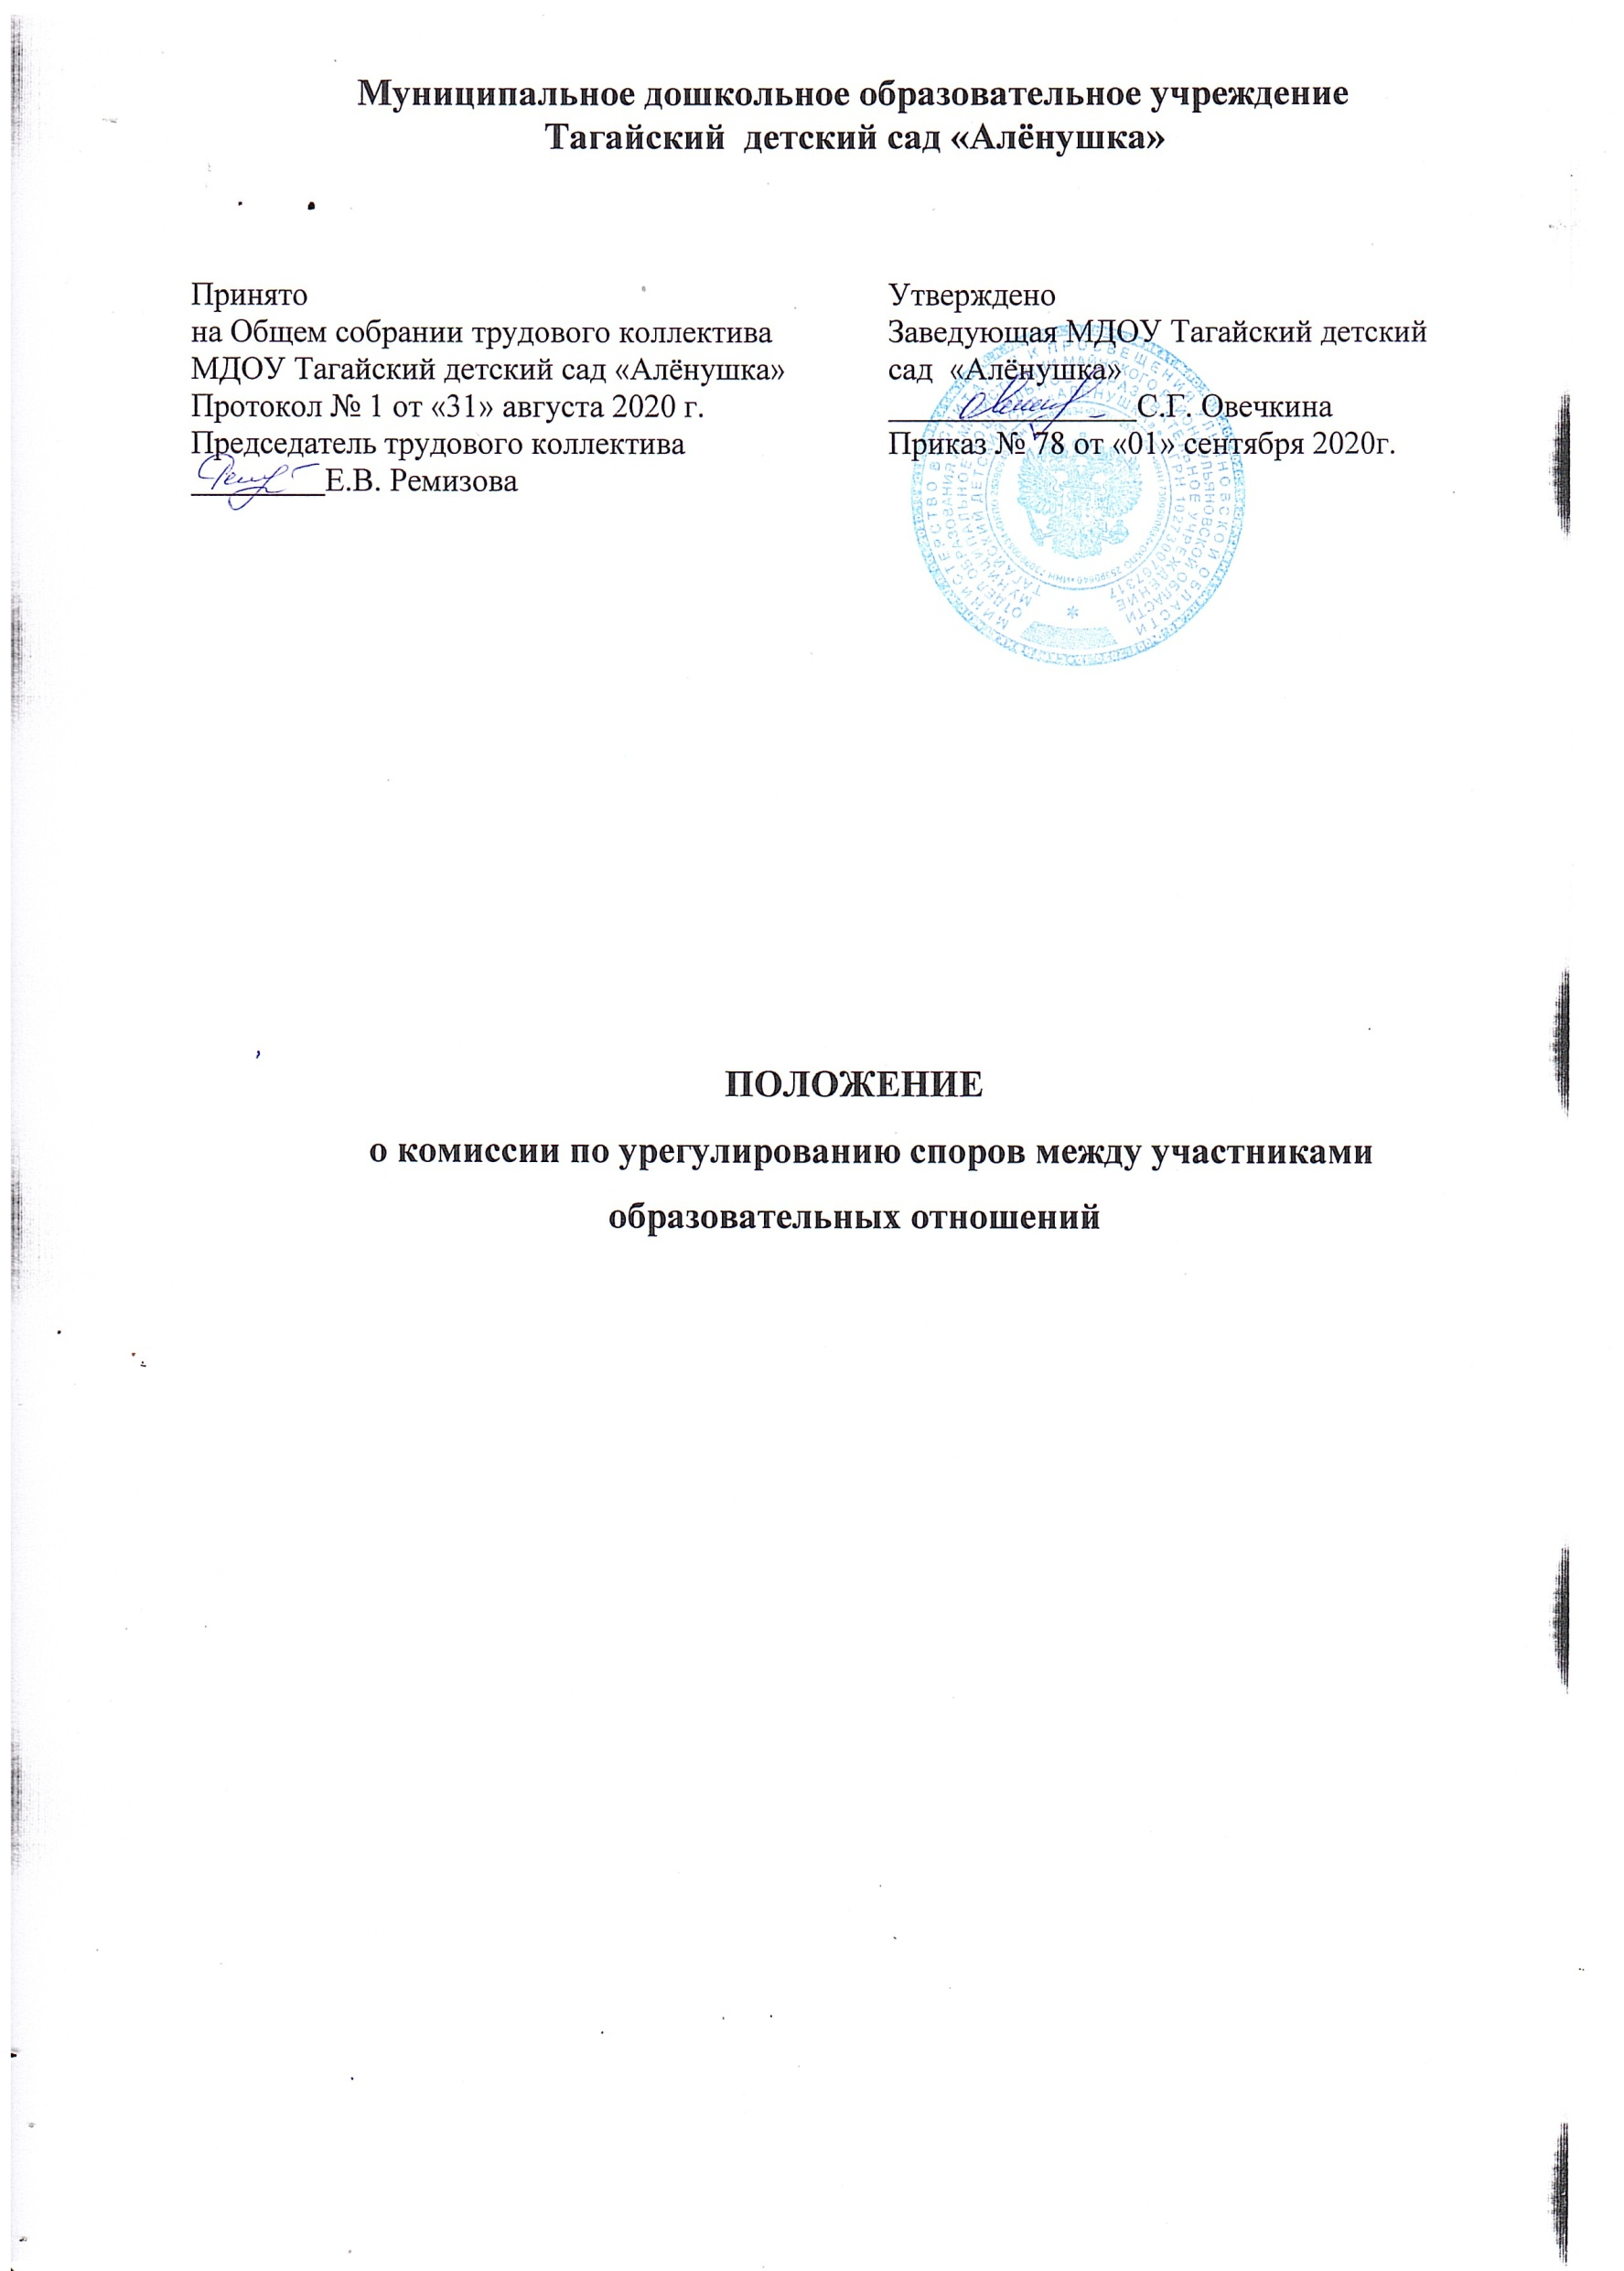 Муниципальное дошкольное образовательное учреждение
Тагайский детский сад «Алёнушка»
Принято
на Общем собрании трудового коллектива
МДОУ Тагайский детский сад «Алёнушка»
Протокол № 1 от «31» августа 2020 г.
Председатель трудового коллектива
__________Е.В. Ремизова
Утверждено
Заведующая МДОУ Тагайский детский
сад «Алёнушка»
_______________С.Г. Овечкина
Приказ № 78 от «01» сентября 2020г.
ПОЛОЖЕНИЕ
о комиссии по урегулированию споров между участниками
образовательных отношений